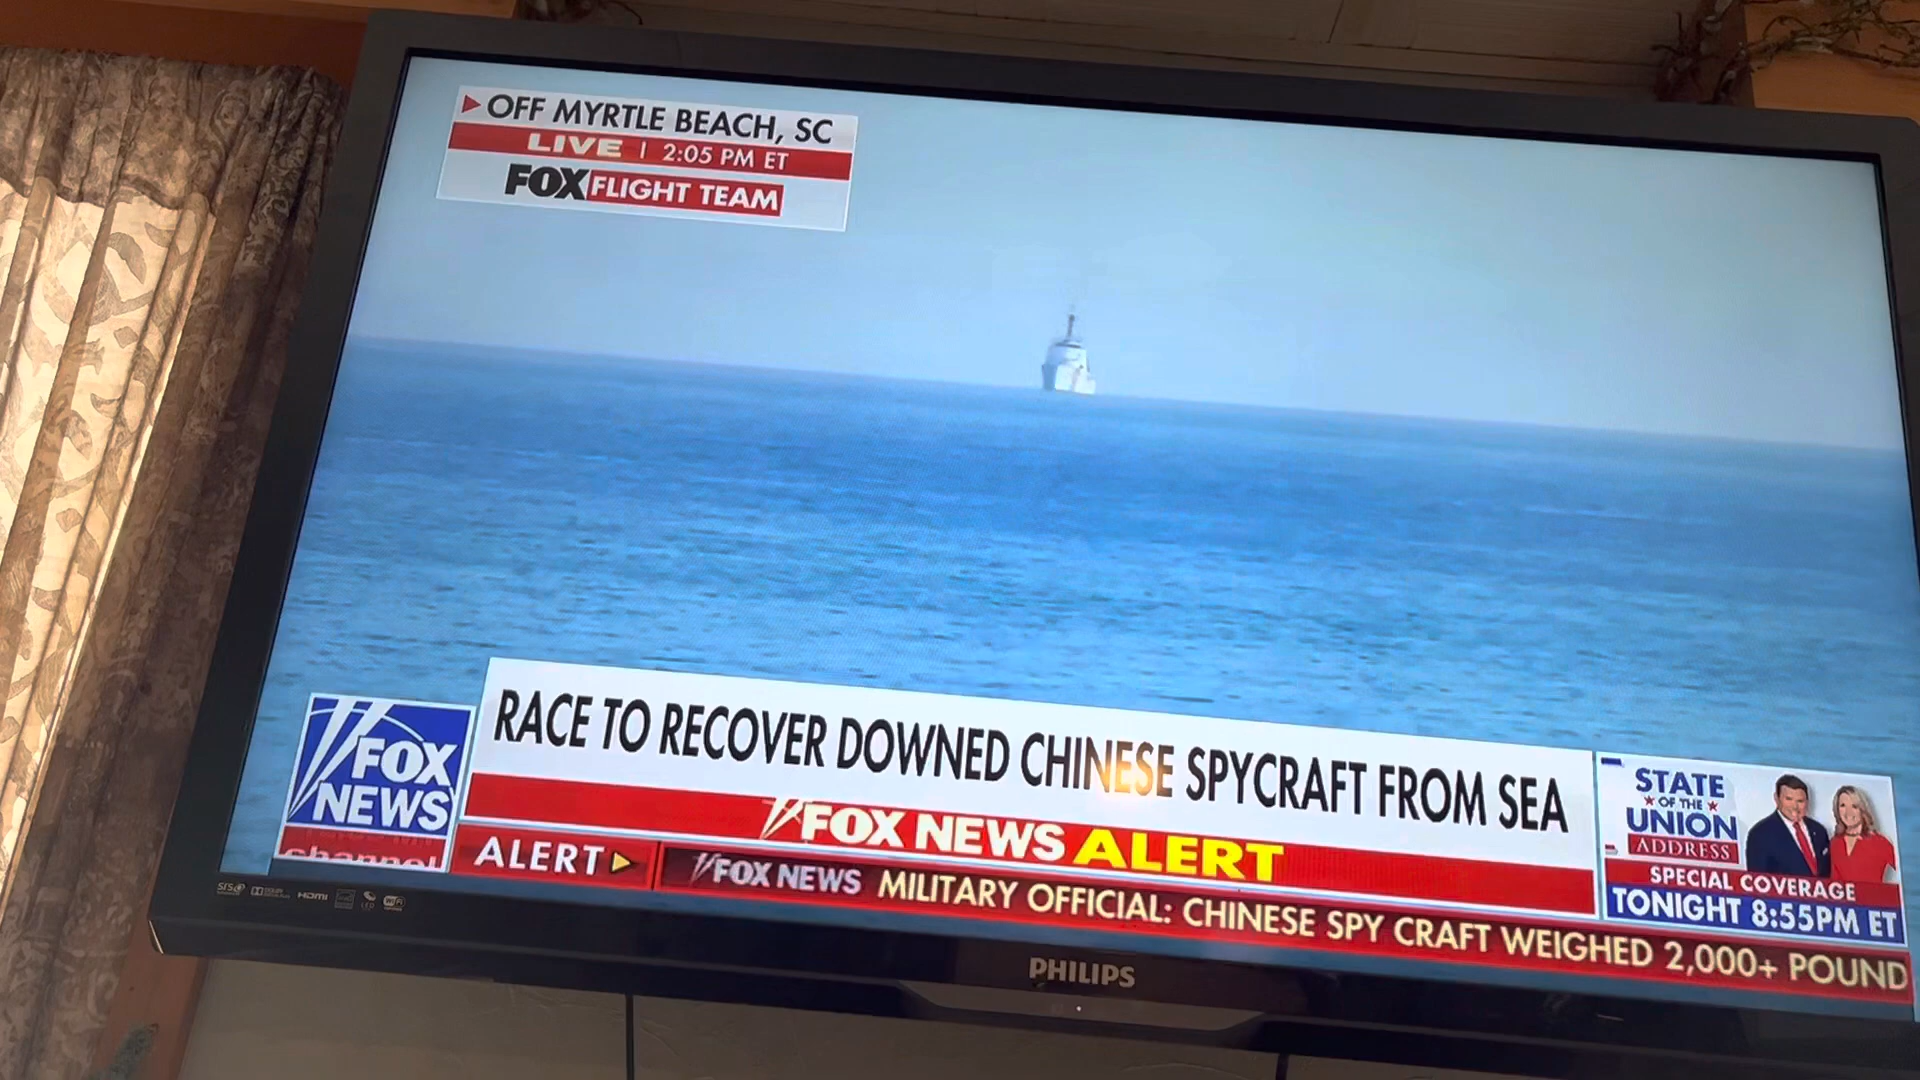 OFF MYRTLE BEACH, SC
LIVE | 2:05 PM ET
FOX FLIGHT TEAM
RACE TO RECOVER DOWNED CHINESE SPYCRAFT FROM SEA
FOX NEWS ALERT
FOX
NEWS
channel
STATE
OF THE
UNION
ADDRESS
SPECIAL COVERAGE
TONIGHT 8:55PM ET
ALERT
FOX NEWS MILITARY OFFICIAL: CHINESE SPY CRAFT WEIGHED 2,000+ POUND
HDMI
PHILIPS